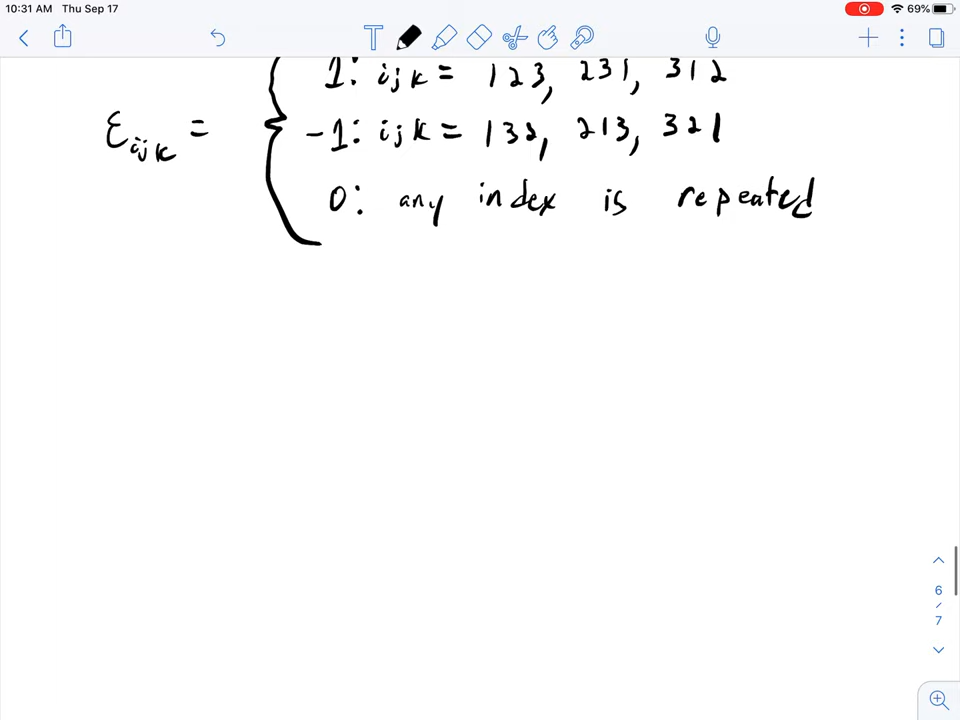 10:31 AM Thu Sep 17
69%
T
1: ijk = 123, 231, 312
εijk = { -1: ijk = 132, 213, 321
0: any index is repeated
6
/
7